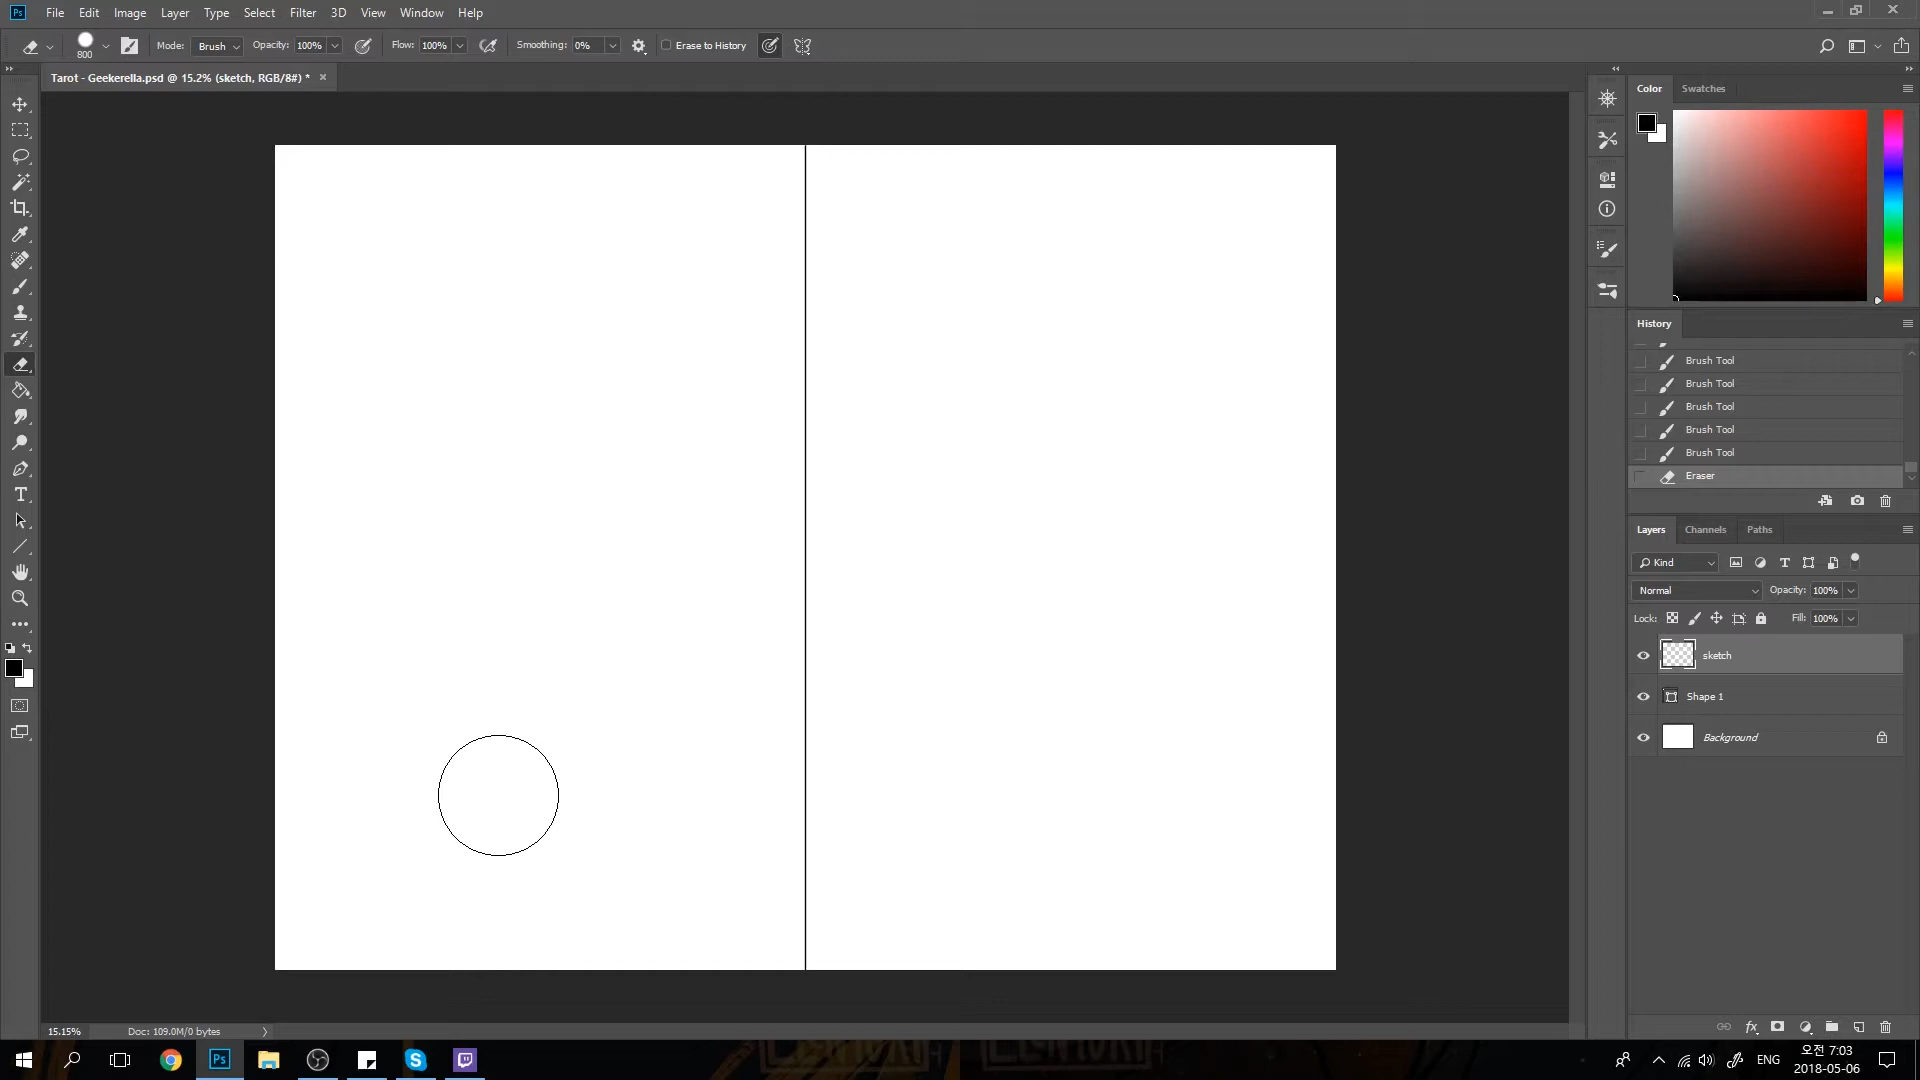 Ps File Edit Image Layer Type Select Filter 3D View Window Help
800 Mode: Brush Opacity: 100% Flow: 100% Smoothing: 0% Erase to History
Tarot - Geekerella.psd @ 15.2% (sketch, RGB/8#) *
Color Swatches
History
Brush Tool
Brush Tool
Brush Tool
Brush Tool
Brush Tool
Eraser
Layers Channels Paths
Kind
Normal Opacity: 100%
Lock: Fill: 100%
sketch
Shape 1
Background
15.15% Doc: 109.0M/0 bytes
Ps ENG 오전 7:03
2018-05-06